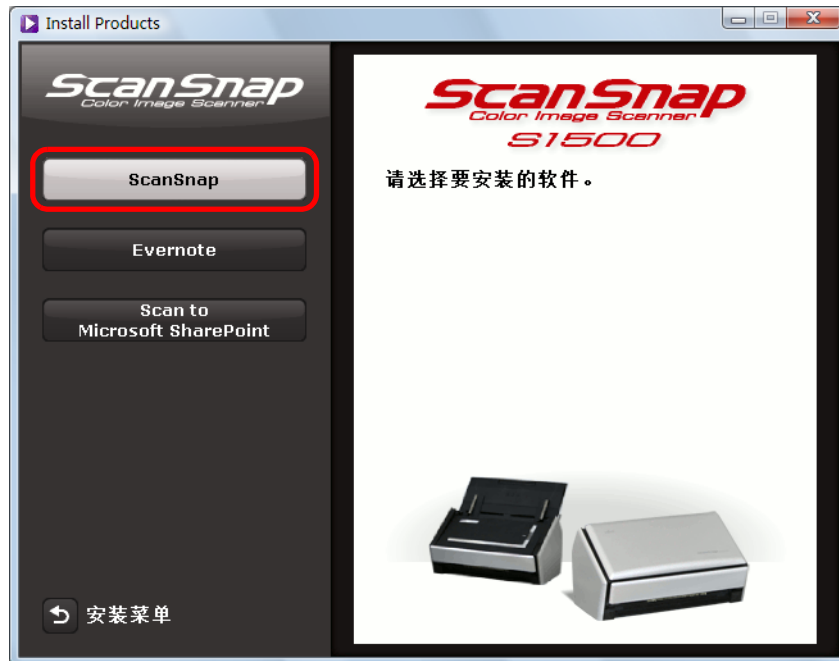 Install Products
ScanSnap
Color Image Scanner
ScanSnap
Evernote
Scan to
Microsoft SharePoint
安装菜单
ScanSnap
Color Image Scanner
S1500
请选择要安装的软件。